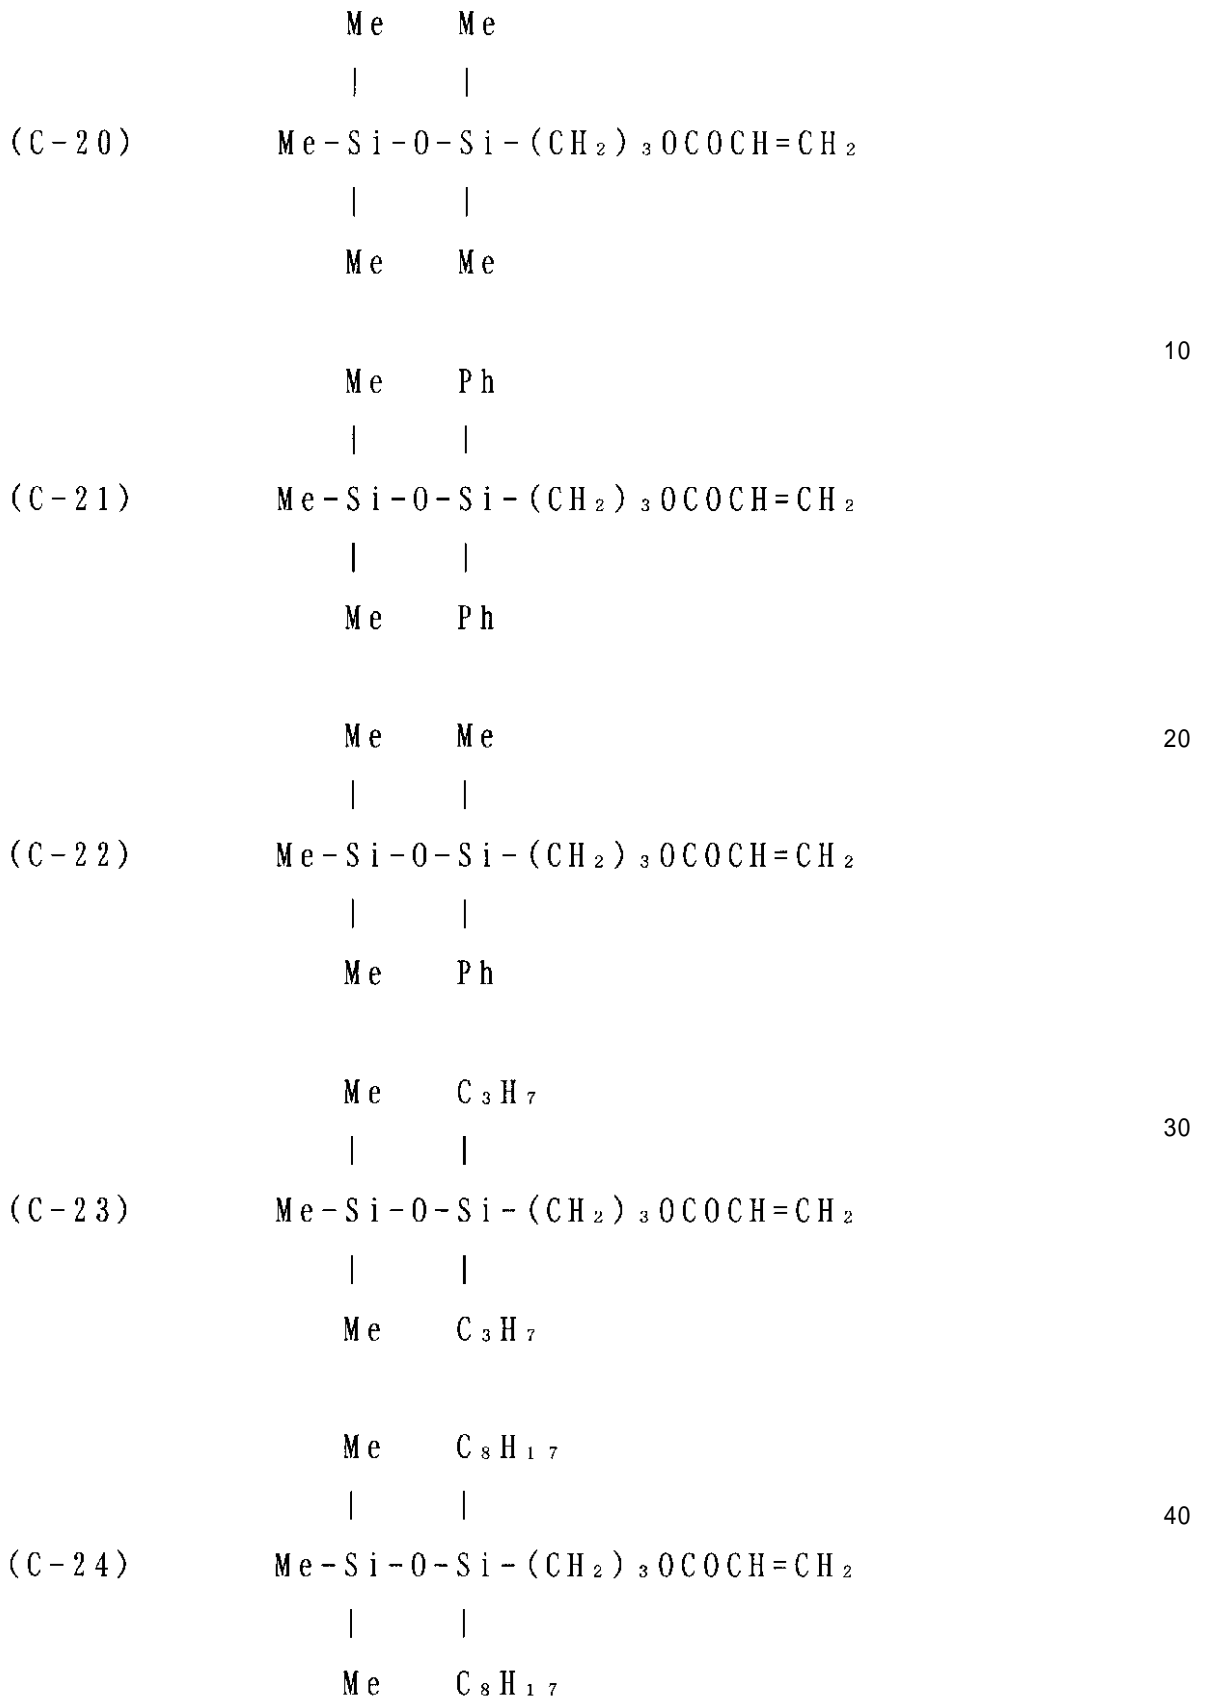 Me Me
| |
(C-20) Me-Si-O-Si-(CH₂)₃OCOCH=CH₂
| |
Me Me
10
Me Ph
| |
(C-21) Me-Si-O-Si-(CH₂)₃OCOCH=CH₂
| |
Me Ph
Me Me
20
| |
(C-22) Me-Si-O-Si-(CH₂)₃OCOCH=CH₂
| |
Me Ph
Me C₃H₇
30
| |
(C-23) Me-Si-O-Si-(CH₂)₃OCOCH=CH₂
| |
Me C₃H₇
Me C₈H₁₇
| |
40
(C-24) Me-Si-O-Si-(CH₂)₃OCOCH=CH₂
| |
Me C₈H₁₇